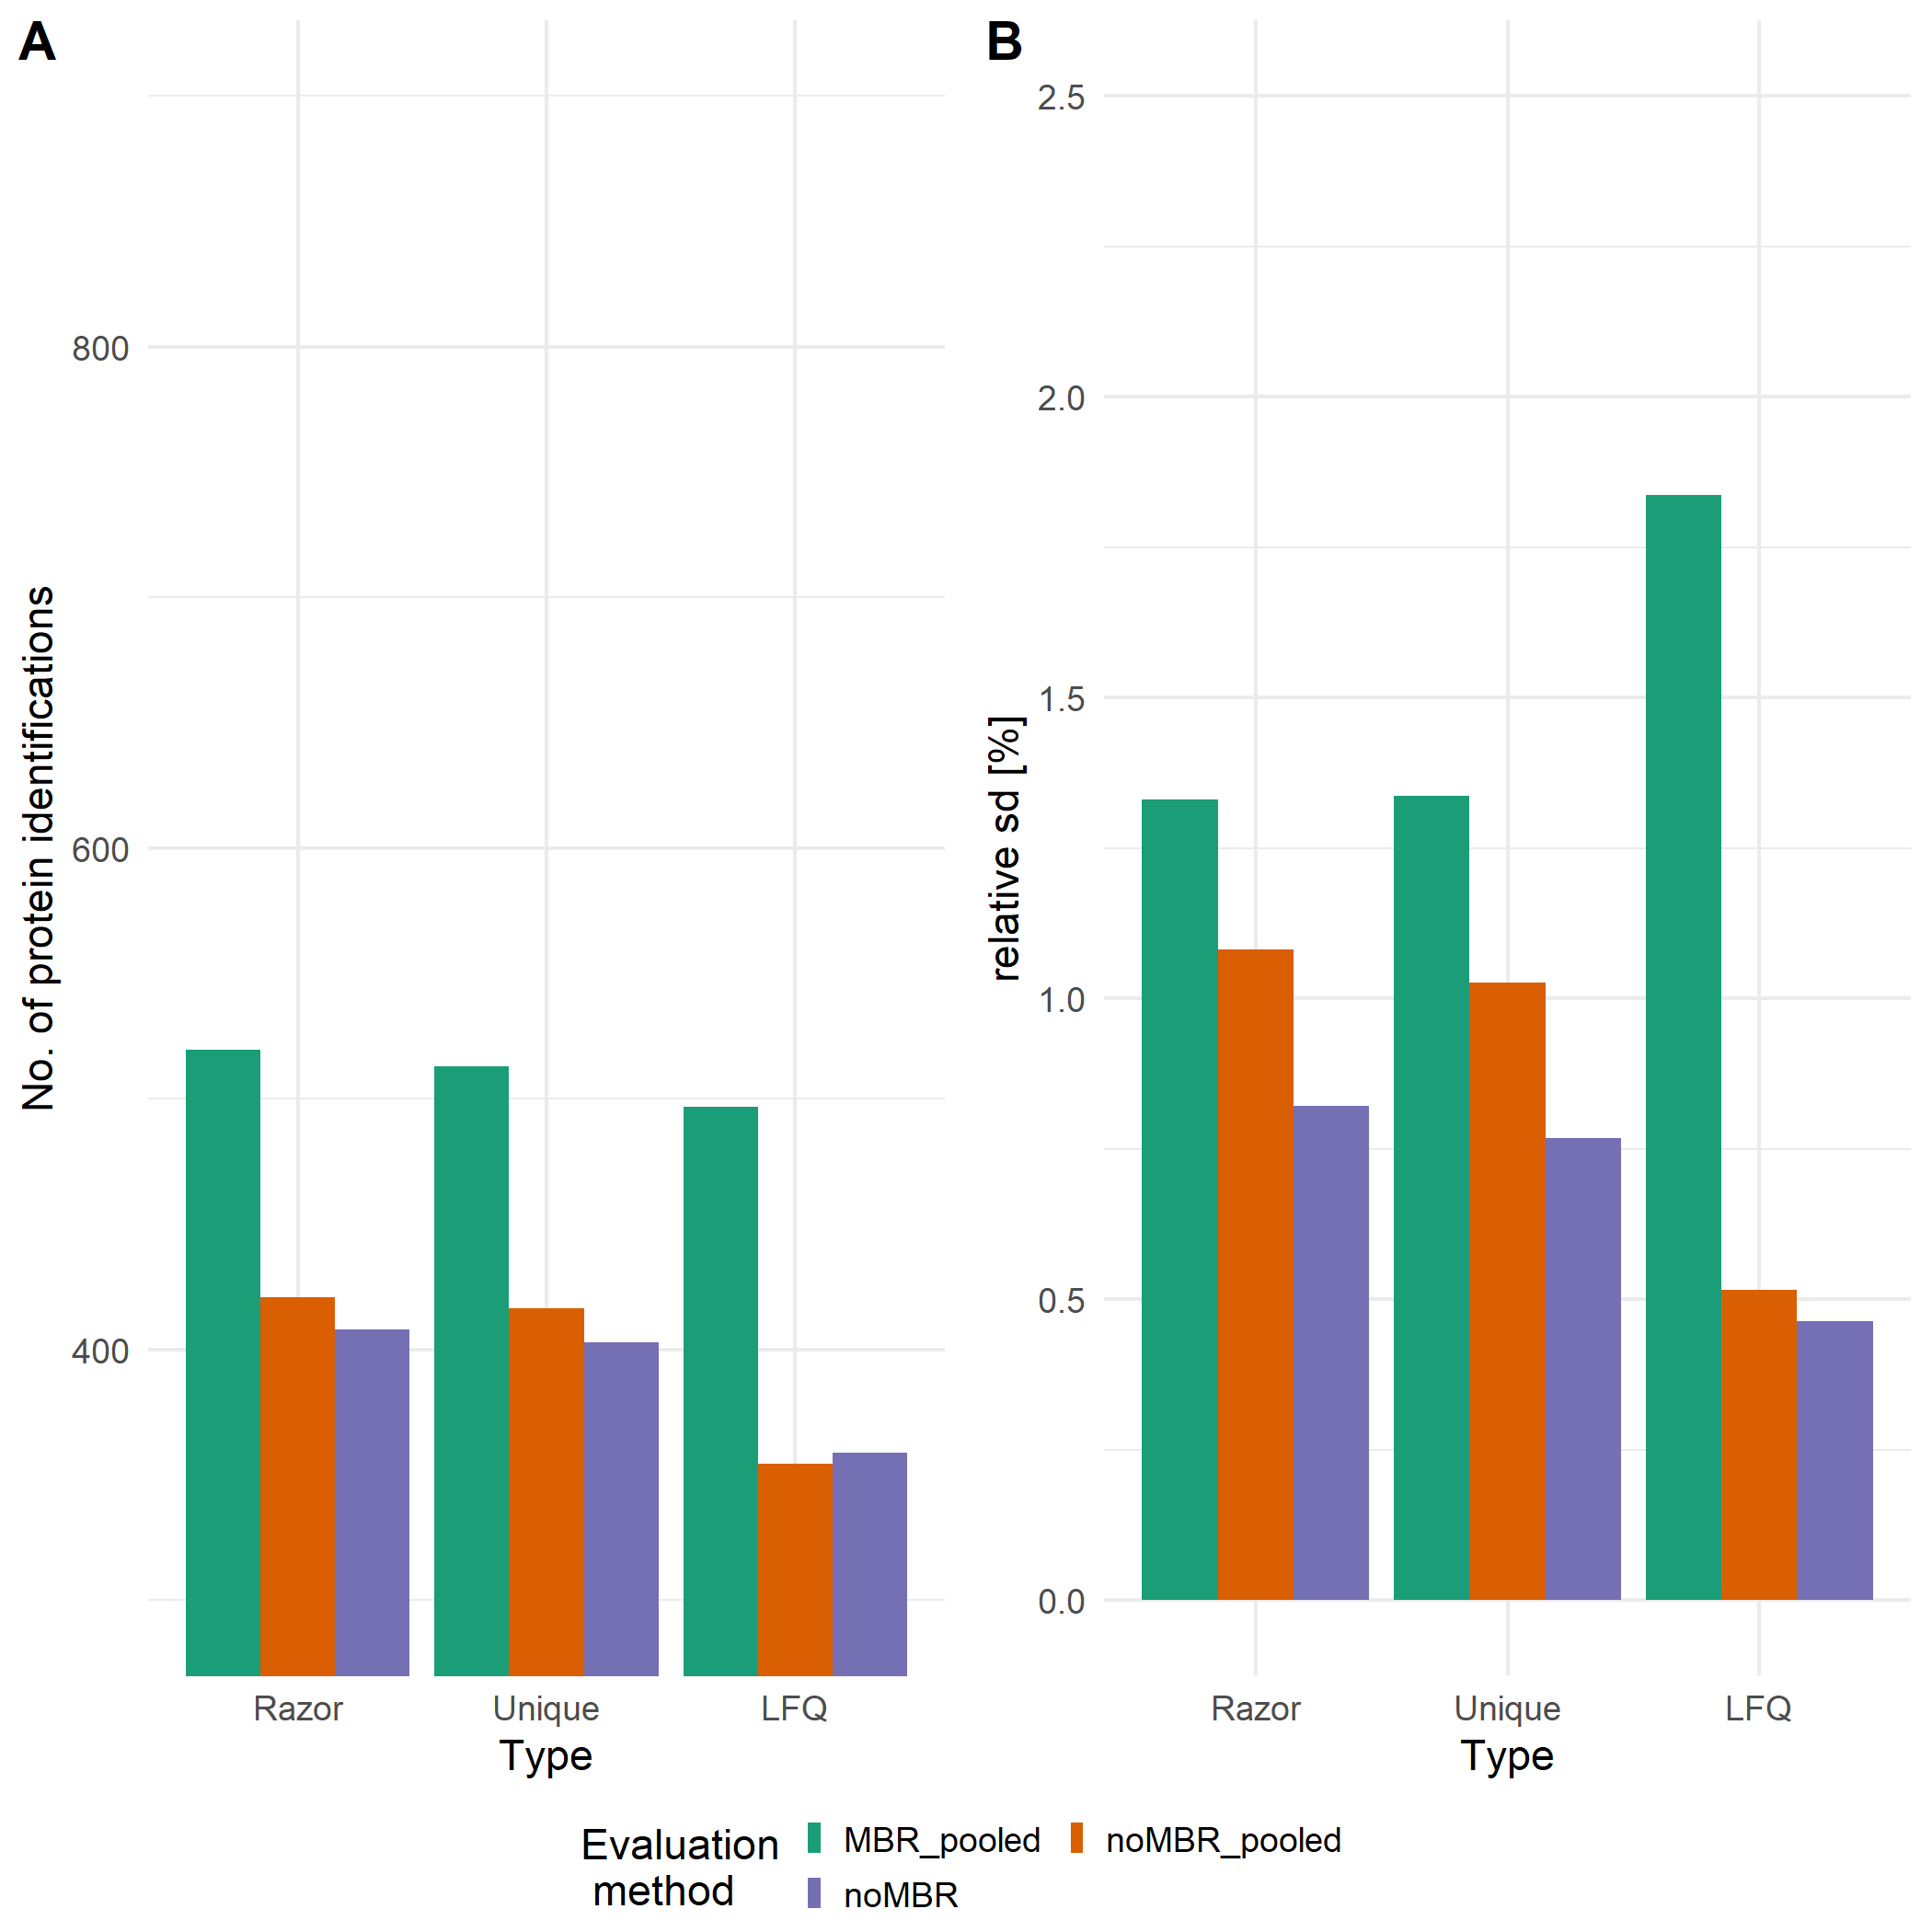 A
No. of protein identifications
800
600
400
Razor
Unique
LFQ
Type
B
relative sd [%]
2.5
2.0
1.5
1.0
0.5
0.0
Razor
Unique
LFQ
Type
Evaluation
method
MBR_pooled
noMBR_pooled
noMBR